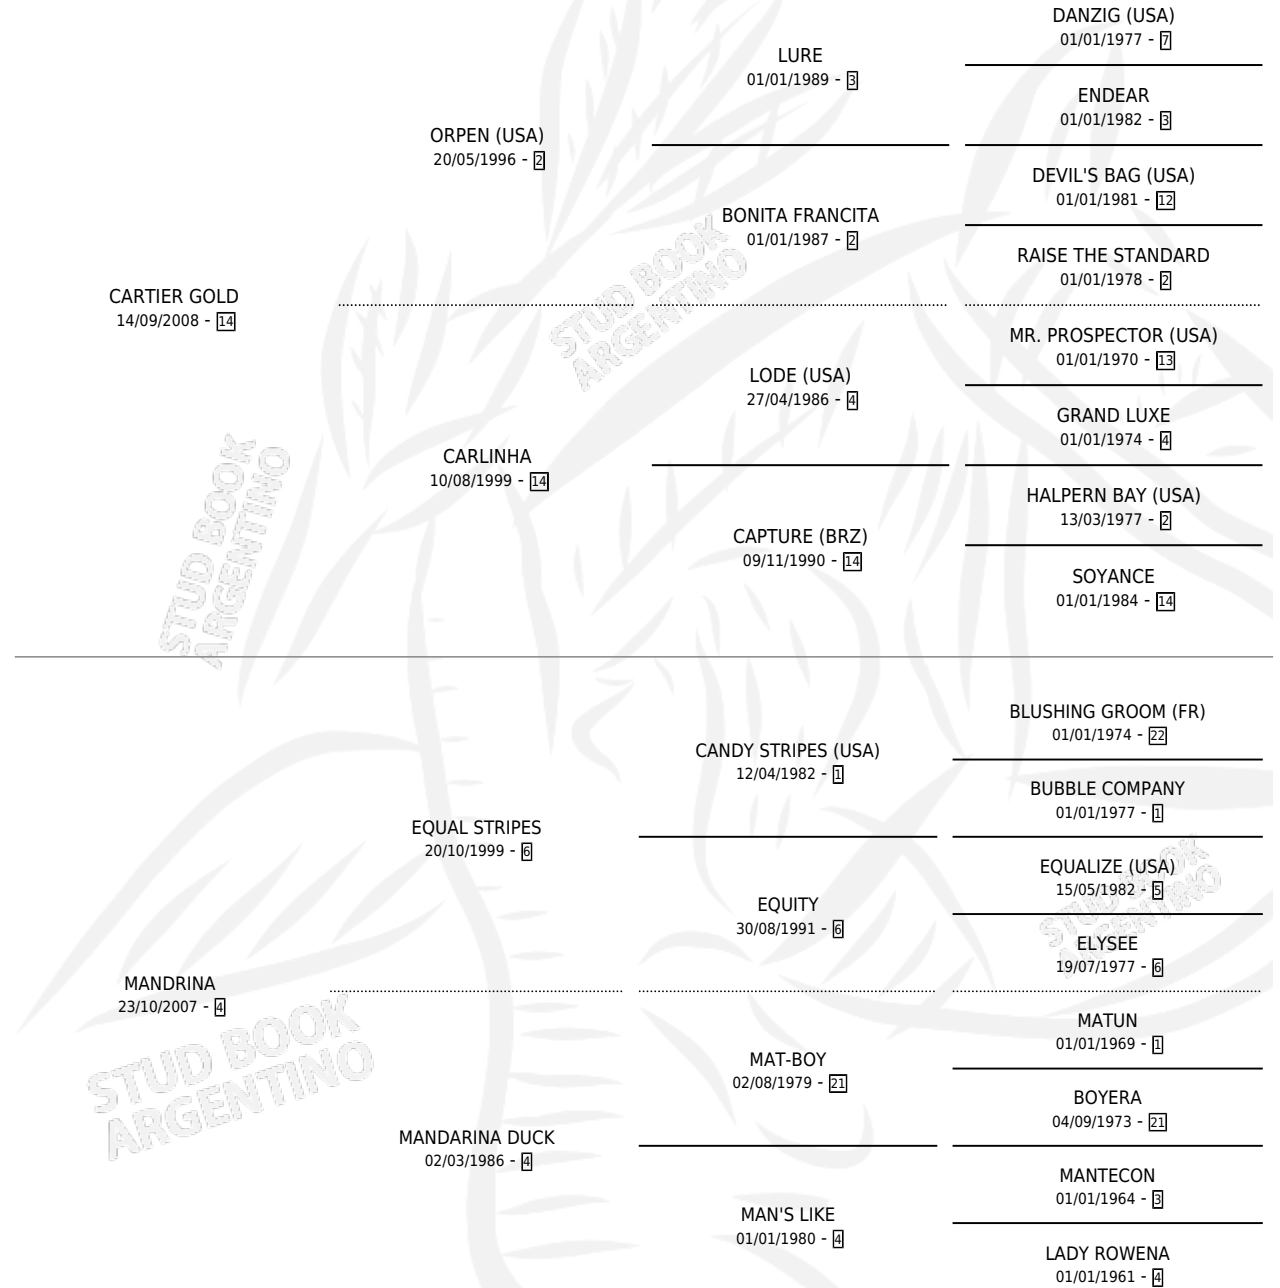 DANZIG (USA)
01/01/1977 - 7
LURE
01/01/1989 - 3
ENDEAR
01/01/1982 - 3
ORPEN (USA)
20/05/1996 - 2
DEVIL'S BAG (USA)
01/01/1981 - 12
BONITA FRANCITA
01/01/1987 - 2
RAISE THE STANDARD
01/01/1978 - 2
CARTIER GOLD
14/09/2008 - 14
STUD BOOK
ARGENTINO
MR. PROSPECTOR (USA)
01/01/1970 - 13
LODE (USA)
27/04/1986 - 4
GRAND LUXE
01/01/1974 - 4
CARLINHA
10/08/1999 - 14
HALPERN BAY (USA)
13/03/1977 - 2
CAPTURE (BRZ)
09/11/1990 - 14
SOYANCE
01/01/1984 - 14
STUD BOOK
ARGENTINO
BLUSHING GROOM (FR)
01/01/1974 - 22
CANDY STRIPES (USA)
12/04/1982 - 1
BUBBLE COMPANY
01/01/1977 - 1
EQUAL STRIPES
20/10/1999 - 6
EQUALIZE (USA)
15/05/1982 - 5
EQUITY
30/08/1991 - 6
ELYSEE
19/07/1977 - 6
STUD BOOK
ARGENTINO
MANDRINA
23/10/2007 - 4
MATUN
01/01/1969 - 1
MAT-BOY
02/08/1979 - 21
BOYERA
04/09/1973 - 21
STUD BOOK
ARGENTINO
MANDARINA DUCK
02/03/1986 - 4
MANTECON
01/01/1964 - 3
MAN'S LIKE
01/01/1980 - 4
LADY ROWENA
01/01/1961 - 4